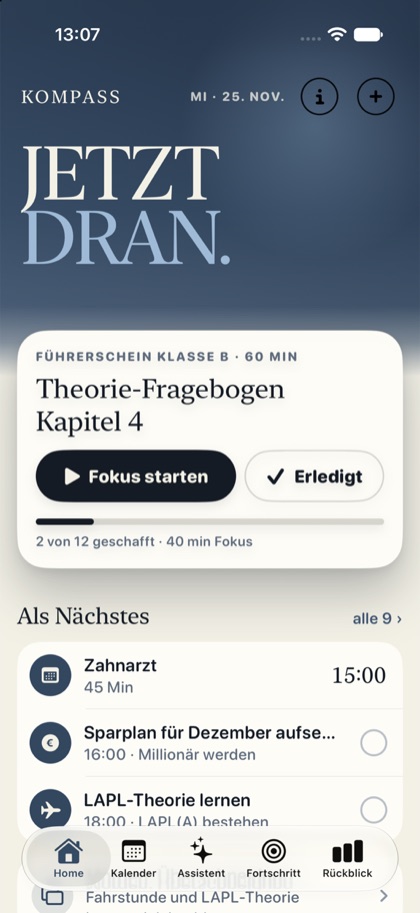 13:07
KOMPASS
MI · 25. NOV.
JETZT
DRAN.
FÜHRERSCHEIN KLASSE B · 60 MIN
Theorie-Fragebogen
Kapitel 4
Fokus starten
Erledigt
2 von 12 geschafft · 40 min Fokus
Als Nächstes
alle 9 ›
Zahnarzt
15:00
45 Min
Sparplan für Dezember aufse...
16:00 · Millionär werden
LAPL-Theorie lernen
18:00 · LAPL(A) bestehen
Home
Kalender
Assistent
Fortschritt
Rückblick
Fahrstunde und LAPL-Theorie